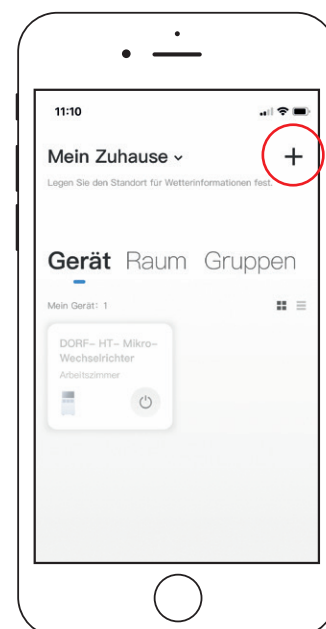 11:10
Mein Zuhause
Legen Sie den Standort für Wetterinformationen fest.
Gerät Raum Gruppen
Mein Gerät: 1
DORF- HT- Mikro-
Wechselrichter
Arbeitszimmer